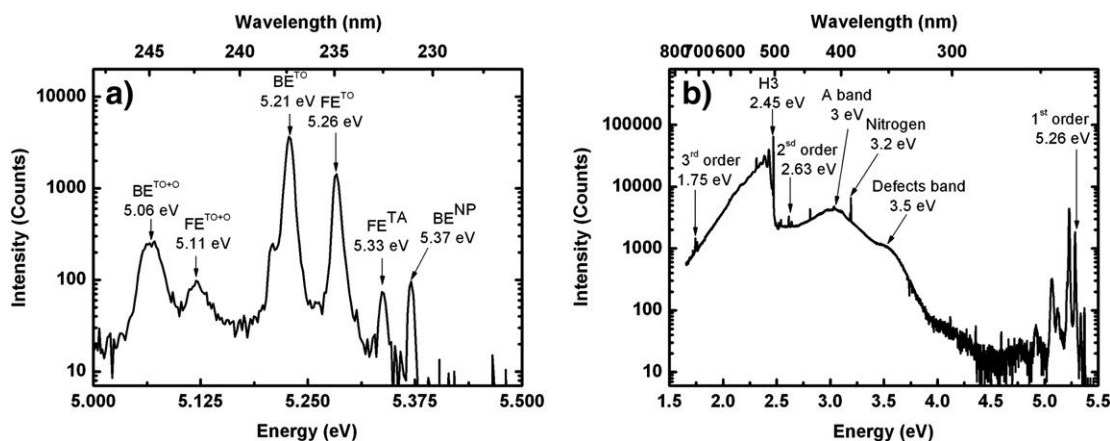 Wavelength (nm)
245 240 235 230
a)
BE^TO
5.21 eV
FE^TO
5.26 eV
BE^TO+O
5.06 eV
FE^TO+O
5.11 eV
FE^TA
5.33 eV
BE^NP
5.37 eV
10000
1000
100
10
Intensity (Counts)
5.000 5.125 5.250 5.375 5.500
Energy (eV)
Wavelength (nm)
800 700 600 500 400 300
b)
H3
2.45 eV
A band
3 eV
Nitrogen
3.2 eV
1^st order
5.26 eV
3^rd order
1.75 eV
2^sd order
2.63 eV
Defects band
3.5 eV
100000
10000
1000
100
10
Intensity (Counts)
1.5 2.0 2.5 3.0 3.5 4.0 4.5 5.0 5.5
Energy (eV)